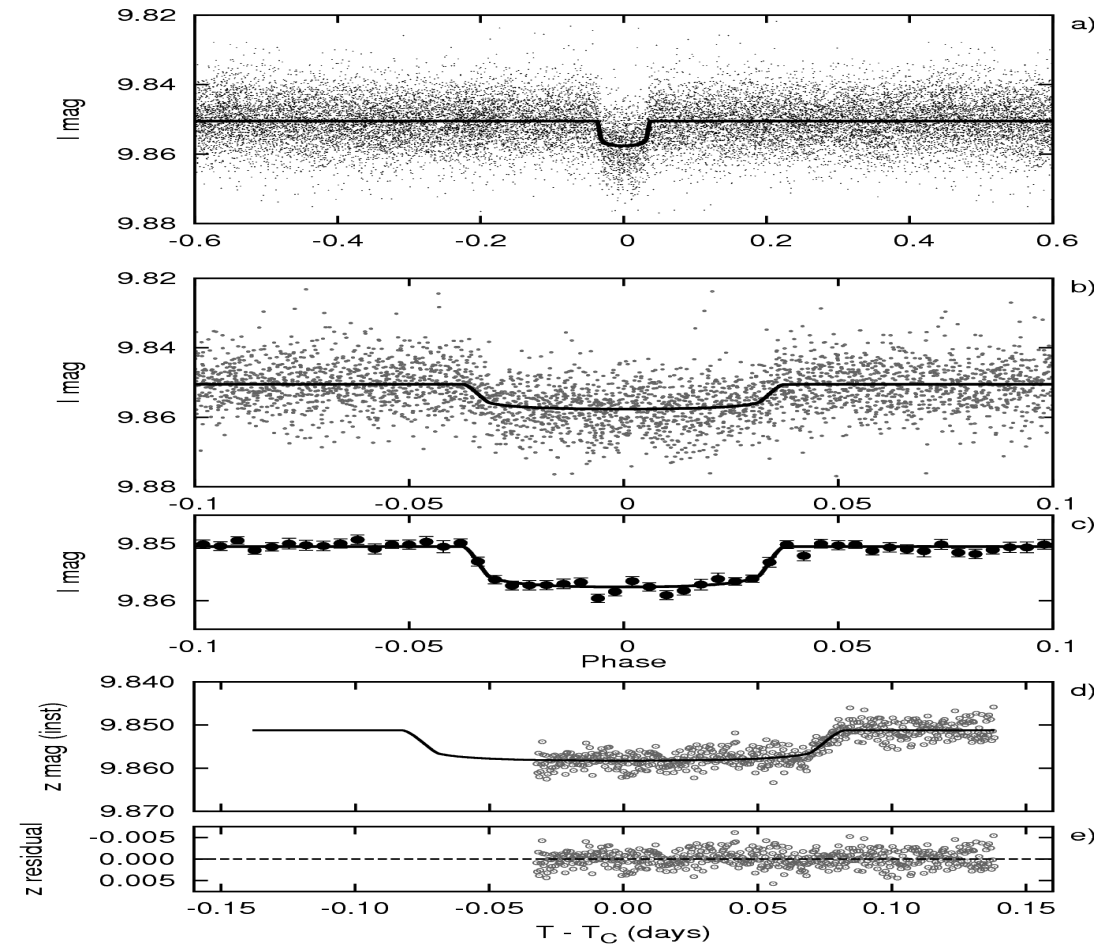 a)
9.82
9.84
9.86
9.88
I mag
-0.6 -0.4 -0.2 0 0.2 0.4 0.6
b)
9.82
9.84
9.86
9.88
I mag
-0.1 -0.05 0 0.05 0.1
c)
9.85
9.86
I mag
-0.1 -0.05 0 0.05 0.1
Phase
d)
9.840
9.850
9.860
9.870
z mag (inst)
e)
-0.005
0.000
0.005
z residual
-0.15 -0.10 -0.05 0.00 0.05 0.10 0.15
T - T_C (days)